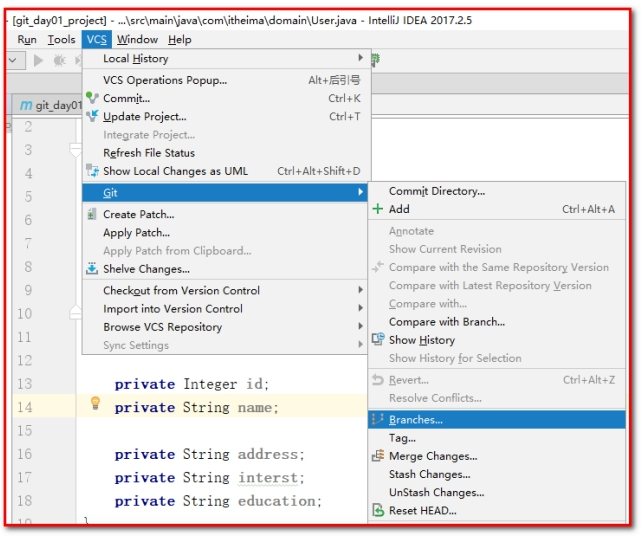 [git_day01_project] - ...\src\main\java\com\itheima\domain\User.java - IntelliJ IDEA 2017.2.5
Run Tools VCS Window Help
Local History
VCS Operations Popup... Alt+后引号
Commit... Ctrl+K
Update Project... Ctrl+T
Integrate Project...
Refresh File Status
Show Local Changes as UML Ctrl+Alt+Shift+D
Git
Create Patch...
Apply Patch...
Apply Patch from Clipboard...
Shelve Changes...
Checkout from Version Control
Import into Version Control
Browse VCS Repository
Sync Settings
Commit Directory...
Add Ctrl+Alt+A
Annotate
Show Current Revision
Compare with the Same Repository Version
Compare with Latest Repository Version
Compare with...
Compare with Branch...
Show History
Show History for Selection
Revert... Ctrl+Alt+Z
Resolve Conflicts...
Branches...
Tag...
Merge Changes...
Stash Changes...
UnStash Changes...
Reset HEAD...
m git_day01
2
3
4
5
6
7
8
9
10
11
12
13 private Integer id;
14 private String name;
15
16 private String address;
17 private String interst;
18 private String education;
19 }